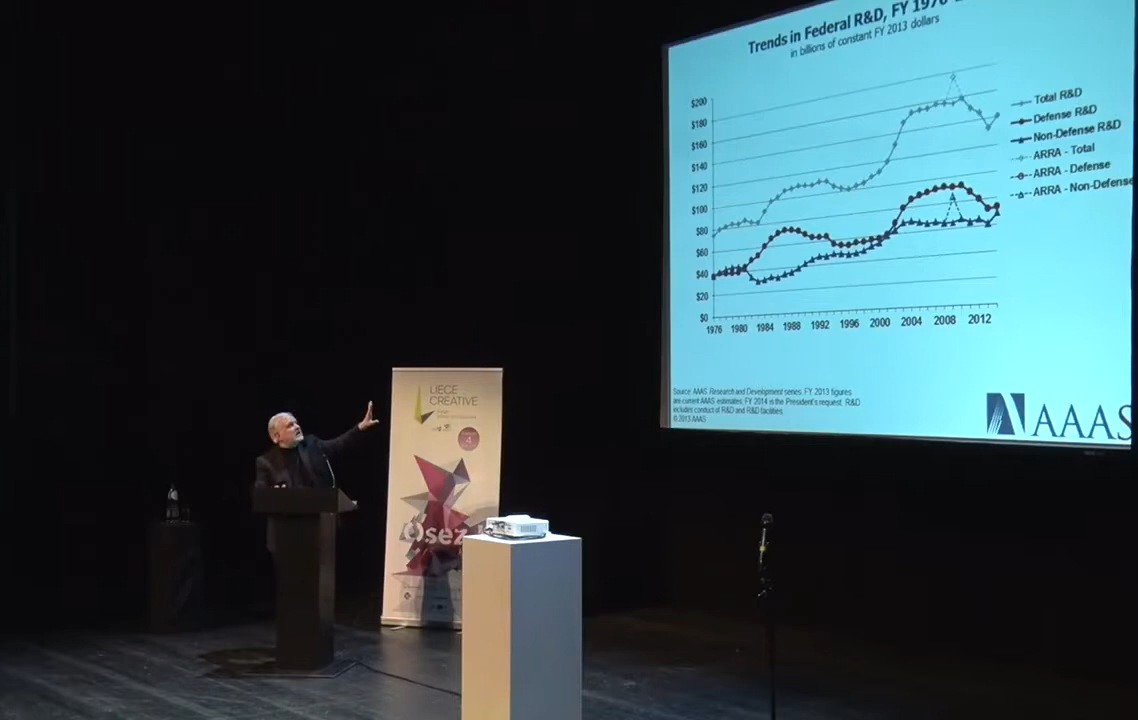 Trends in Federal R&D, FY 1976
in billions of constant FY 2013 dollars
$200
$180
$160
$140
$120
$100
$80
$60
$40
$20
$0
1976 1980 1984 1988 1992 1996 2000 2004 2008 2012
Total R&D
Defense R&D
Non-Defense R&D
ARRA - Total
ARRA - Defense
ARRA - Non-Defense
Source: AAAS Research and Development series. FY 2013 figures
are current AAAS estimates; FY 2014 is the President's request. R&D
includes conduct of R&D and R&D facilities.
© 2013 AAAS
AAAS
LIEGE
CREATIVE
4
Osez